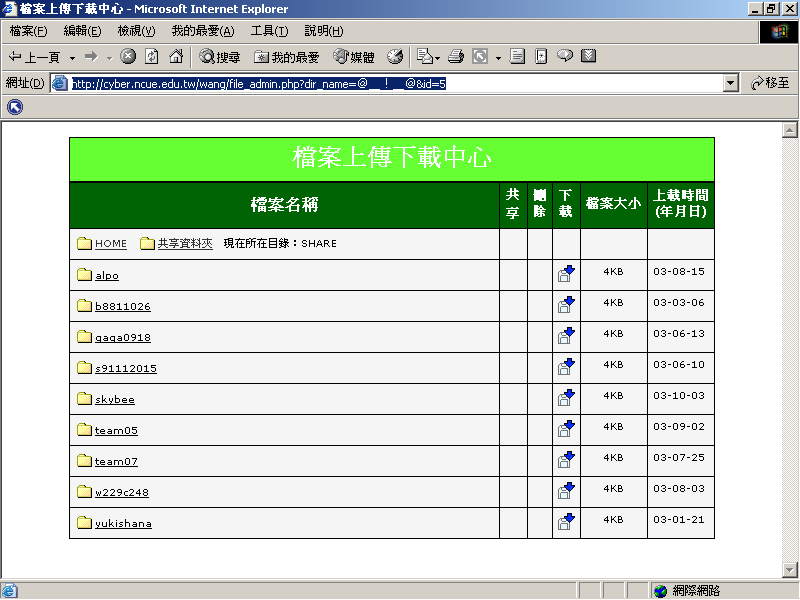 檔案上傳下載中心 - Microsoft Internet Explorer
檔案(F) 編輯(E) 檢視(V) 我的最愛(A) 工具(T) 說明(H)
上一頁 搜尋 我的最愛 媒體
網址(D) http://cyber.ncue.edu.tw/wang/file_admin.php?dir_name=@__!__@&id=5 移至
檔案上傳下載中心
檔案名稱 共享 刪除 下載 檔案大小 上載時間(年月日)
HOME 共享資料夾 現在所在目錄：SHARE
alpo 4KB 03-08-15
b8811026 4KB 03-03-06
gaga0918 4KB 03-06-13
s91112015 4KB 03-06-10
skybee 4KB 03-10-03
team05 4KB 03-09-02
team07 4KB 03-07-25
w229c248 4KB 03-08-03
yukishana 4KB 03-01-21
網際網路